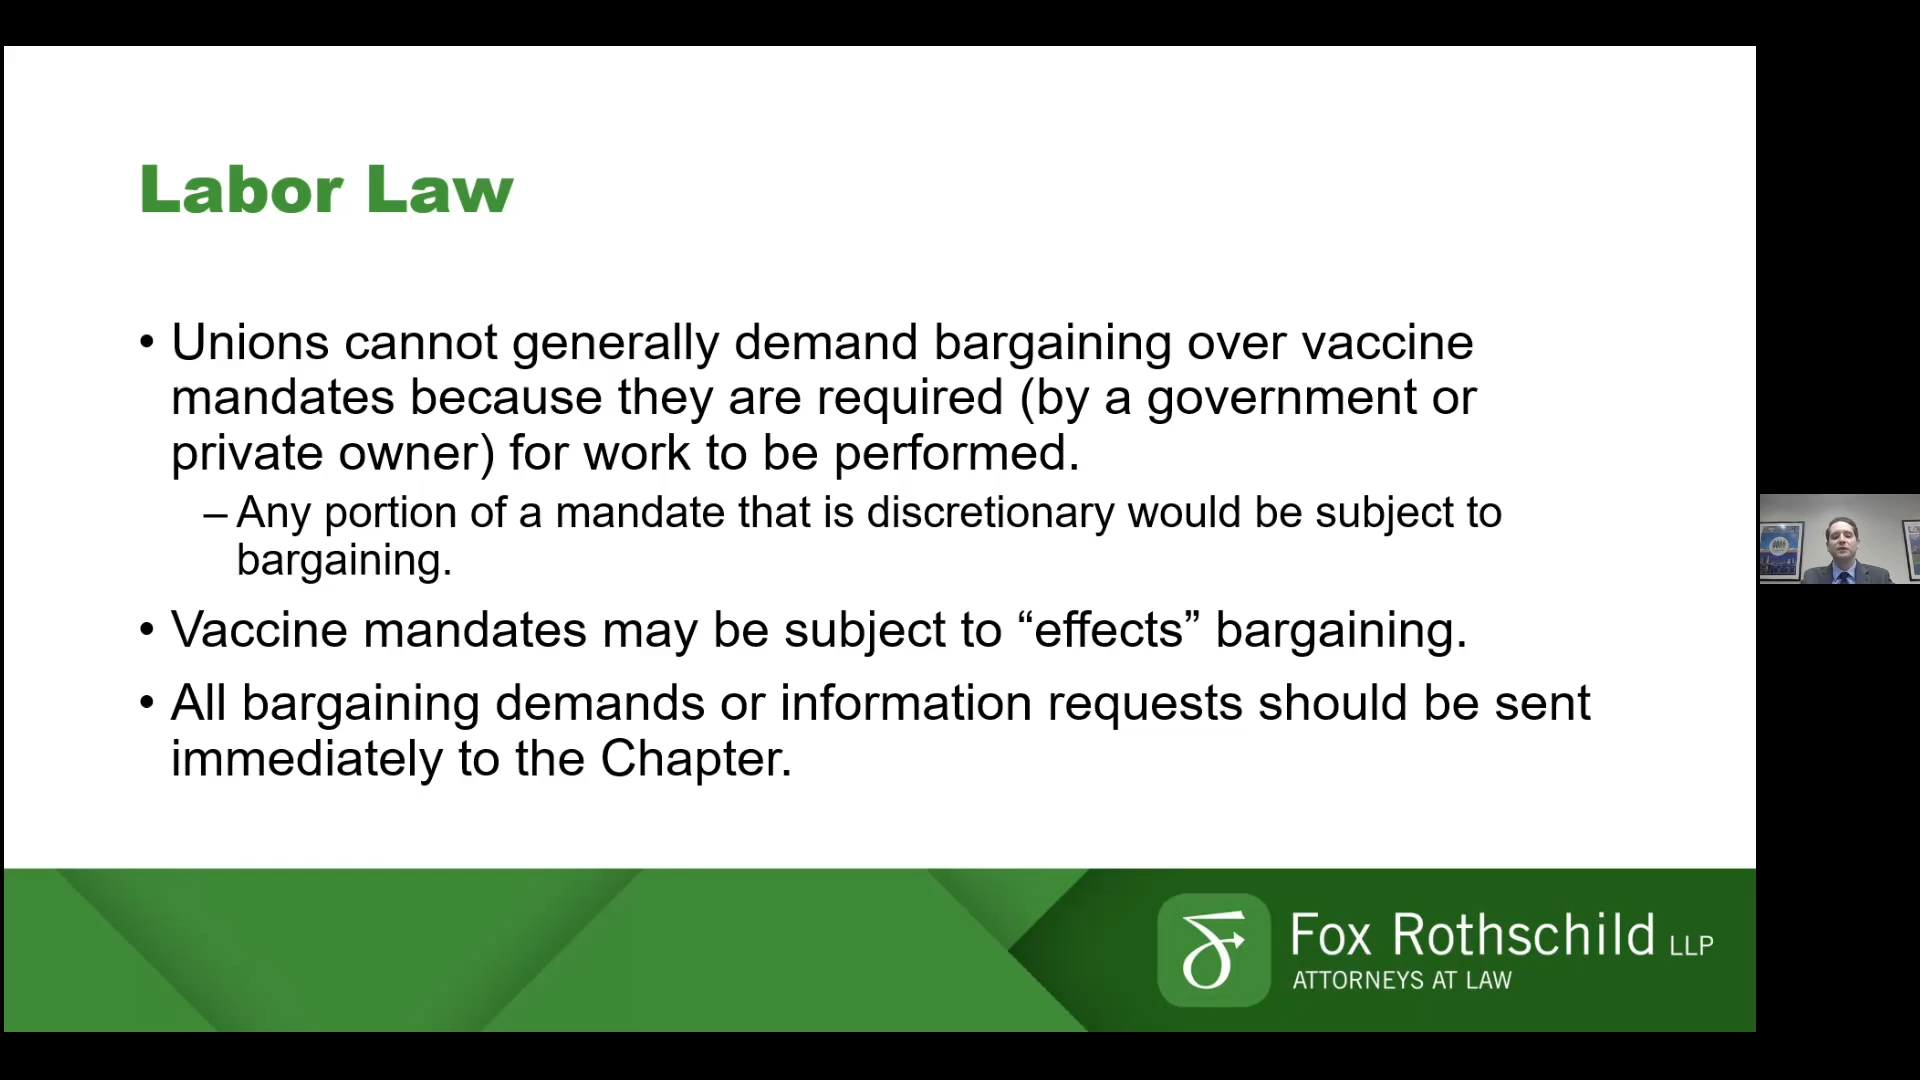 Labor Law
• Unions cannot generally demand bargaining over vaccine
mandates because they are required (by a government or
private owner) for work to be performed.
– Any portion of a mandate that is discretionary would be subject to
bargaining.
• Vaccine mandates may be subject to “effects” bargaining.
• All bargaining demands or information requests should be sent
immediately to the Chapter.
Fox Rothschild LLP
ATTORNEYS AT LAW